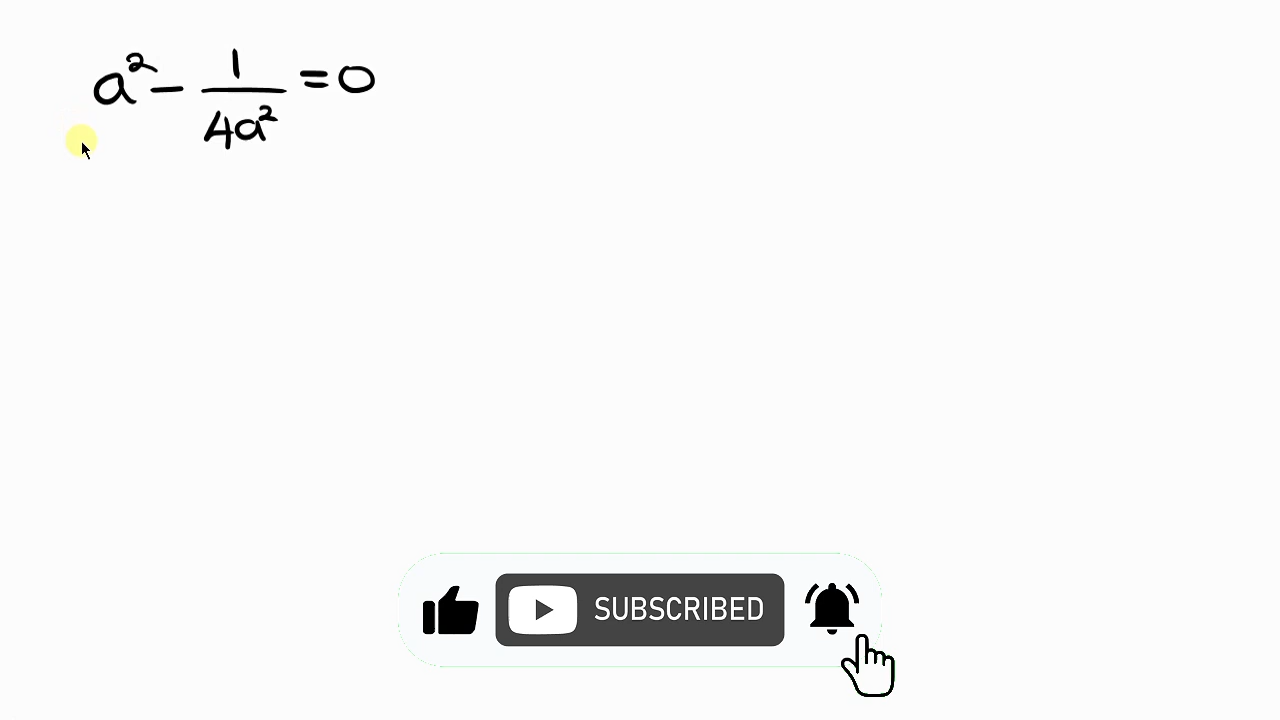 a² − 1/4a² = 0
SUBSCRIBED